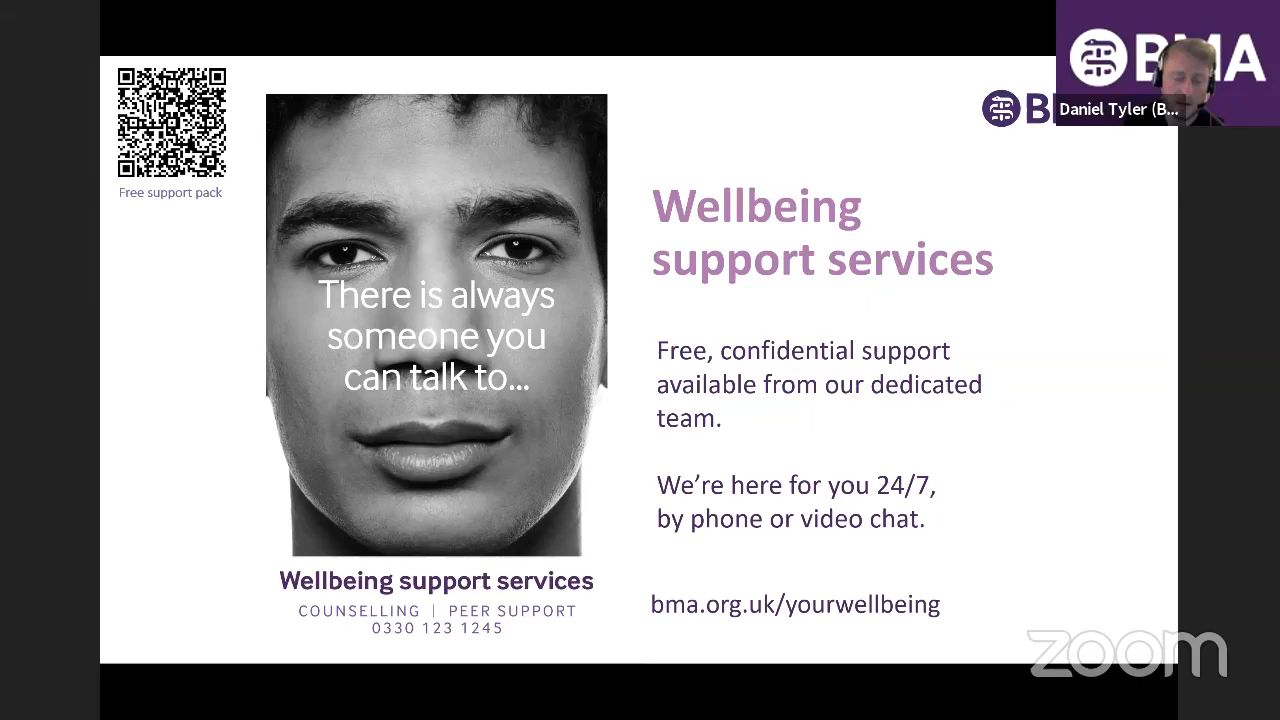 BMA
Daniel Tyler (B...
Free support pack
Wellbeing
support services
There is always
someone you
can talk to...
Free, confidential support
available from our dedicated
team.
We're here for you 24/7,
by phone or video chat.
Wellbeing support services
COUNSELLING | PEER SUPPORT
0330 123 1245
bma.org.uk/yourwellbeing
zoom